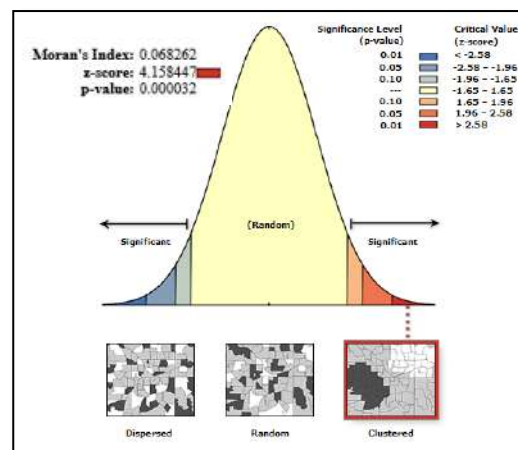 Moran's Index: 0.068262
z-score: 4.158447
p-value: 0.000032
Significance Level
(p-value)
Critical Value
(z-score)
0.01 < -2.58
0.05 -2.58 - -1.96
0.10 -1.96 - -1.65
--- -1.65 - 1.65
0.10 1.65 - 1.96
0.05 1.96 - 2.58
0.01 > 2.58
Significant
(Random)
Significant
Dispersed
Random
Clustered